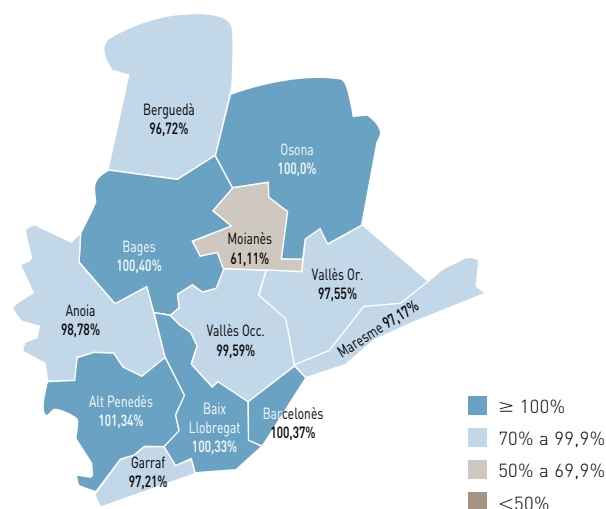 Berguedà
96,72%
Osona
100,0%
Bages
100,40%
Moianès
61,11%
Vallès Or.
97,55%
Maresme 97,17%
Anoia
98,78%
Vallès Occ.
99,59%
Alt Penedès
101,34%
Baix
Llobregat
100,33%
Barcelonès
100,37%
Garraf
97,21%
≥ 100%
70% a 99,9%
50% a 69,9%
<50%